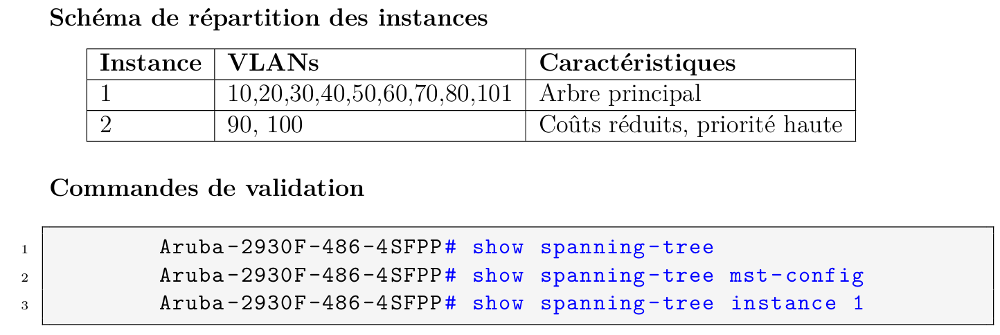 Schéma de répartition des instances
Instance VLANs Caractéristiques
1 10,20,30,40,50,60,70,80,101 Arbre principal
2 90, 100 Coûts réduits, priorité haute
Commandes de validation
1 Aruba-2930F-486-4SFPP# show spanning-tree
2 Aruba-2930F-486-4SFPP# show spanning-tree mst-config
3 Aruba-2930F-486-4SFPP# show spanning-tree instance 1